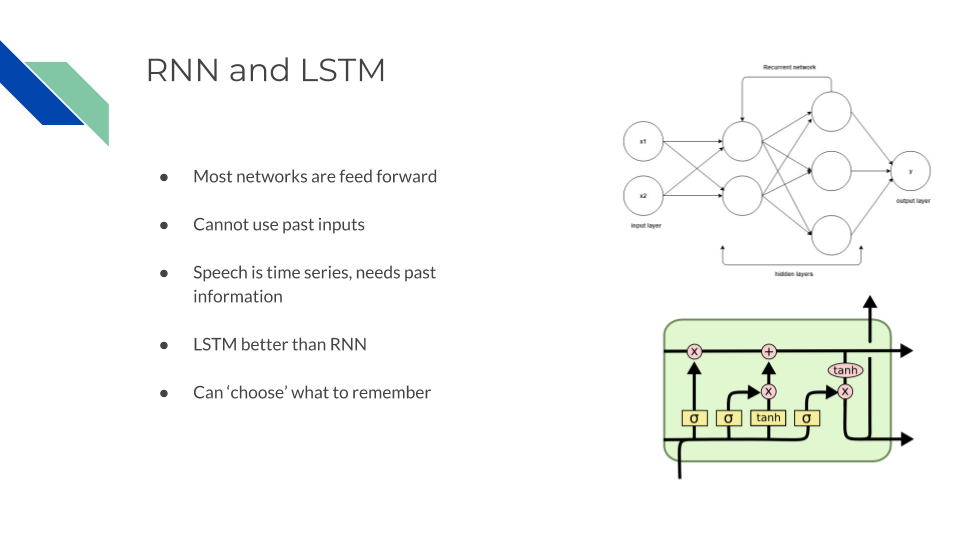 RNN and LSTM
● Most networks are feed forward
● Cannot use past inputs
● Speech is time series, needs past
information
● LSTM better than RNN
● Can ‘choose’ what to remember
Recurrent network
x1
x2
y
input layer
output layer
hidden layers
x
+
tanh
x
x
σ
σ
tanh
σ